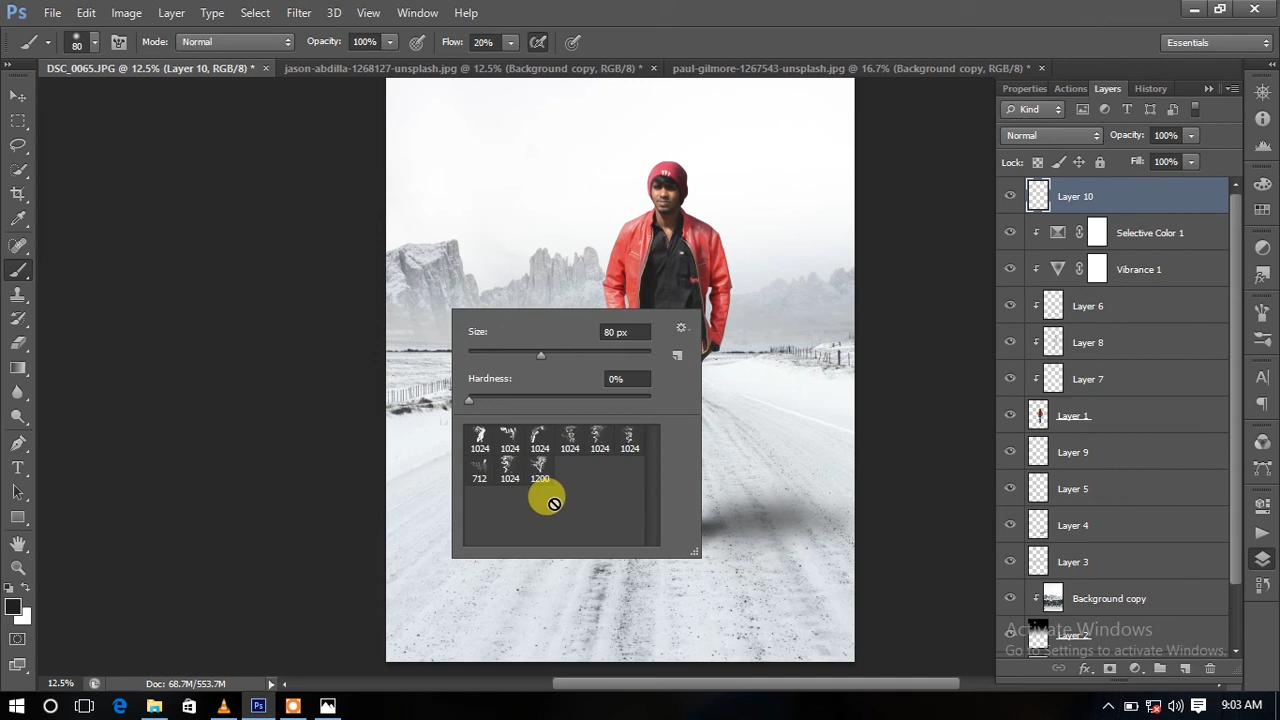 Ps File Edit Image Layer Type Select Filter 3D View Window Help
80 Mode: Normal Opacity: 100% Flow: 20% Essentials
DSC_0065.JPG @ 12.5% (Layer 10, RGB/8) * × jason-abdilla-1268127-unsplash.jpg @ 12.5% (Background copy, RGB/8) * × paul-gilmore-1267543-unsplash.jpg @ 16.7% (Background copy, RGB/8) * ×
Properties Actions Layers History
Kind
Normal Opacity: 100%
Lock: Fill: 100%
Layer 10
Selective Color 1
Vibrance 1
Layer 6
Layer 8
Layer 7
Layer 1
Layer 9
Layer 5
Layer 4
Layer 3
Background copy
Layer 2
Size: 80 px
Hardness: 0%
1024 1024 1024 1024 1024 1024
712 1024 1200
Activate Windows
Go to Settings to activate Windows.
12.5% Doc: 68.7M/553.7M
9:03 AM